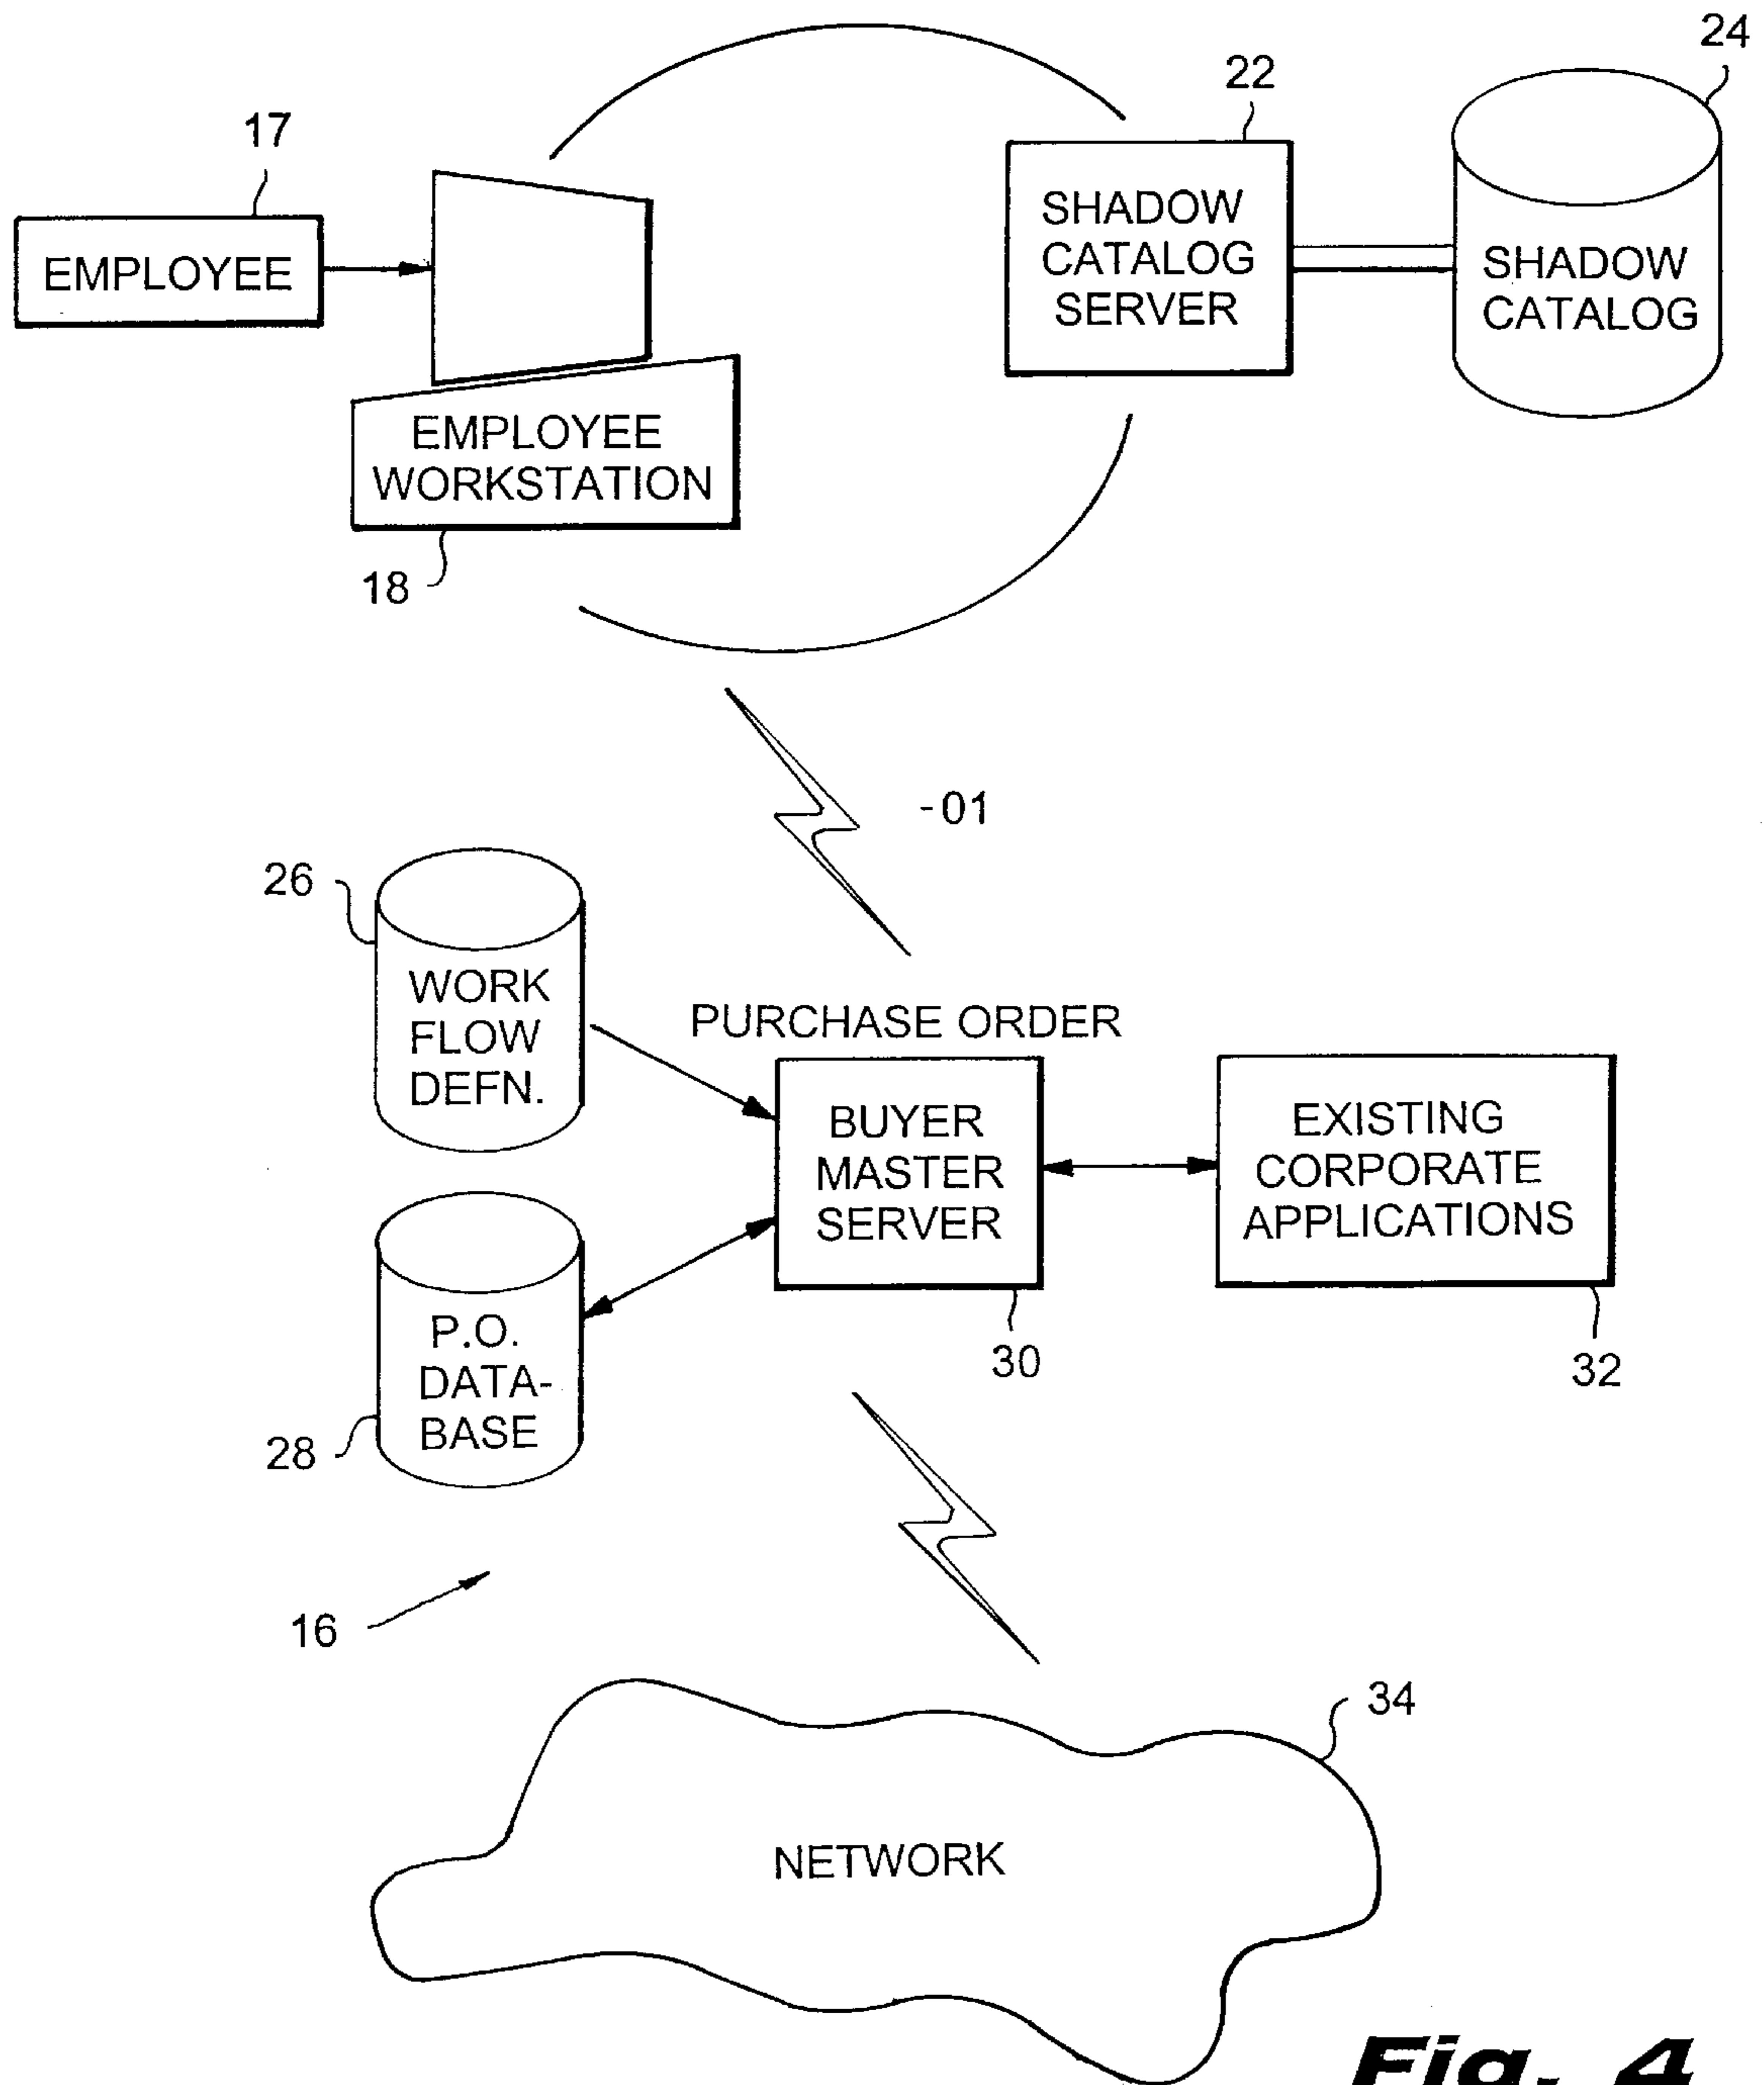 24
22
17
EMPLOYEE
SHADOW
CATALOG
SERVER
SHADOW
CATALOG
EMPLOYEE
WORKSTATION
18
-01
26
WORK
FLOW
DEFN.
PURCHASE ORDER
BUYER
MASTER
SERVER
EXISTING
CORPORATE
APPLICATIONS
P.O.
DATA-
BASE
28
30
32
16
34
NETWORK
Fig. 4